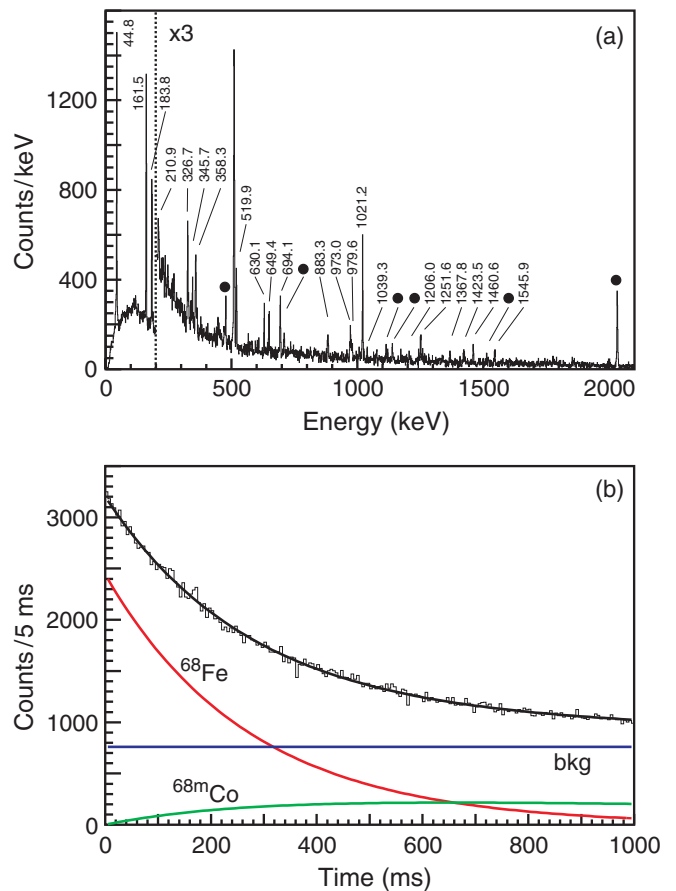 (a)
x3
44.8
161.5
183.8
210.9
326.7
345.7
358.3
519.9
630.1
649.4
694.1
883.3
973.0
979.6
1021.2
1039.3
1206.0
1251.6
1367.8
1423.5
1460.6
1545.9
Counts/keV
1200
800
400
0
0 500 1000 1500 2000
Energy (keV)
(b)
Counts/5 ms
3000
2000
1000
0
68Fe
bkg
68mCo
0 200 400 600 800 1000
Time (ms)